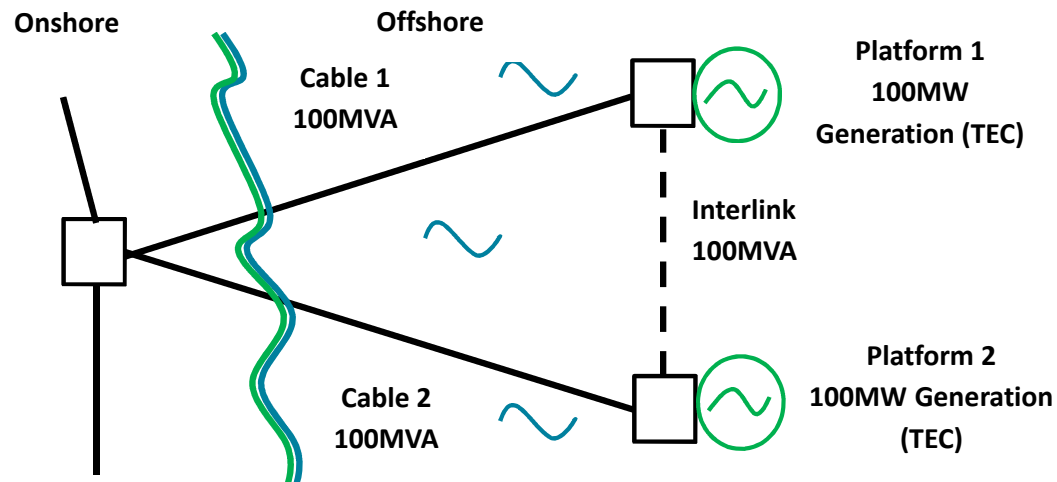 Onshore
Offshore
Cable 1
100MVA
Platform 1
100MW
Generation (TEC)
Interlink
100MVA
Cable 2
100MVA
Platform 2
100MW Generation
(TEC)